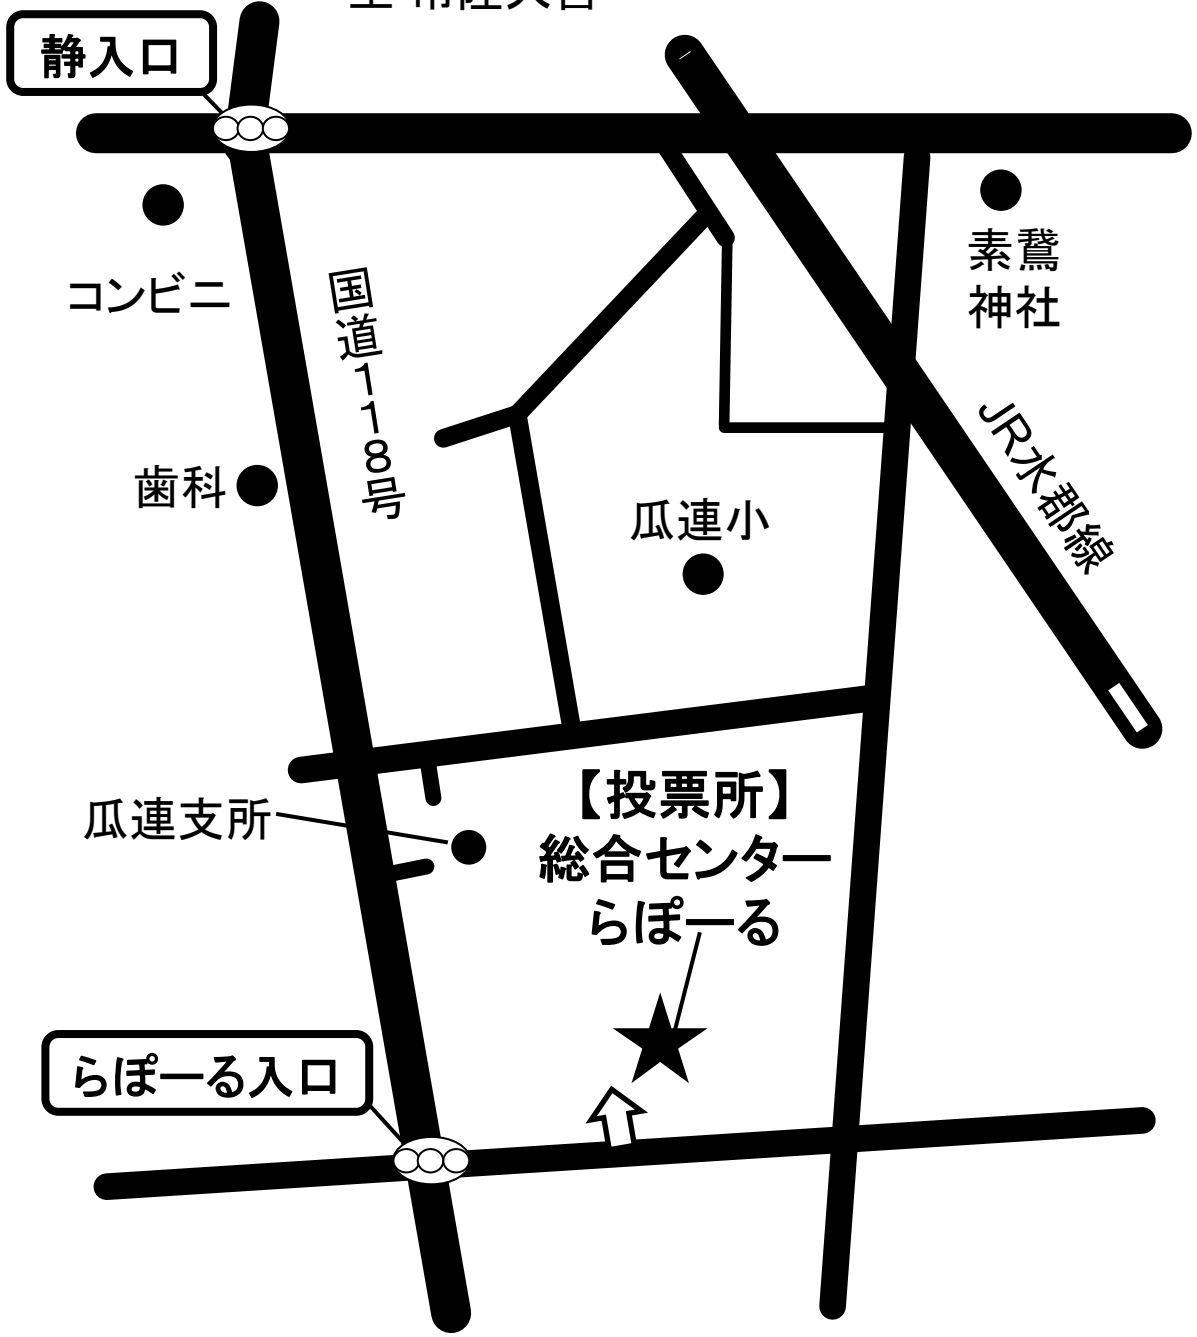 静入口
コンビニ
国道118号
素鵞
神社
JR水郡線
歯科
瓜連小
瓜連支所
【投票所】
総合センター
らぽーる
らぽーる入口